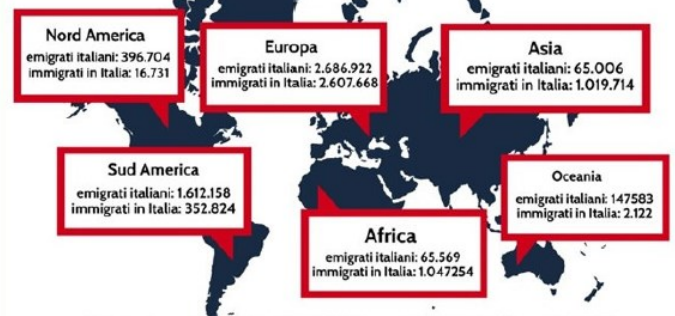 Nord America
emigrati italiani: 396.704
immigrati in Italia: 16.731
Europa
emigrati italiani: 2.686.922
immigrati in Italia: 2.607.668
Asia
emigrati italiani: 65.006
immigrati in Italia: 1.019.714
Sud America
emigrati italiani: 1.612.158
immigrati in Italia: 352.824
Africa
emigrati italiani: 65.569
immigrati in Italia: 1.047254
Oceania
emigrati italiani: 147583
immigrati in Italia: 2.122